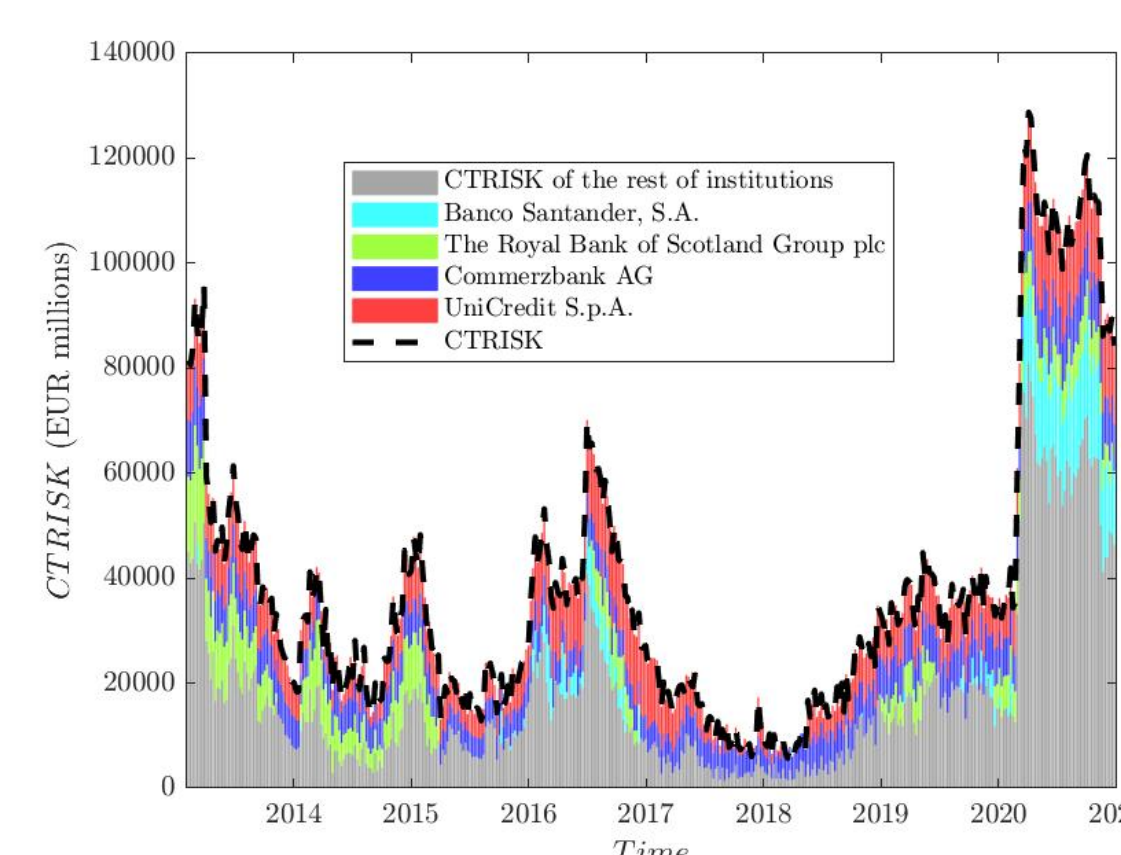 140000
120000
100000
80000
60000
40000
20000
0
CTRISK (EUR millions)
CTRISK of the rest of institutions
Banco Santander, S.A.
The Royal Bank of Scotland Group plc
Commerzbank AG
UniCredit S.p.A.
CTRISK
2014 2015 2016 2017 2018 2019 2020
Time